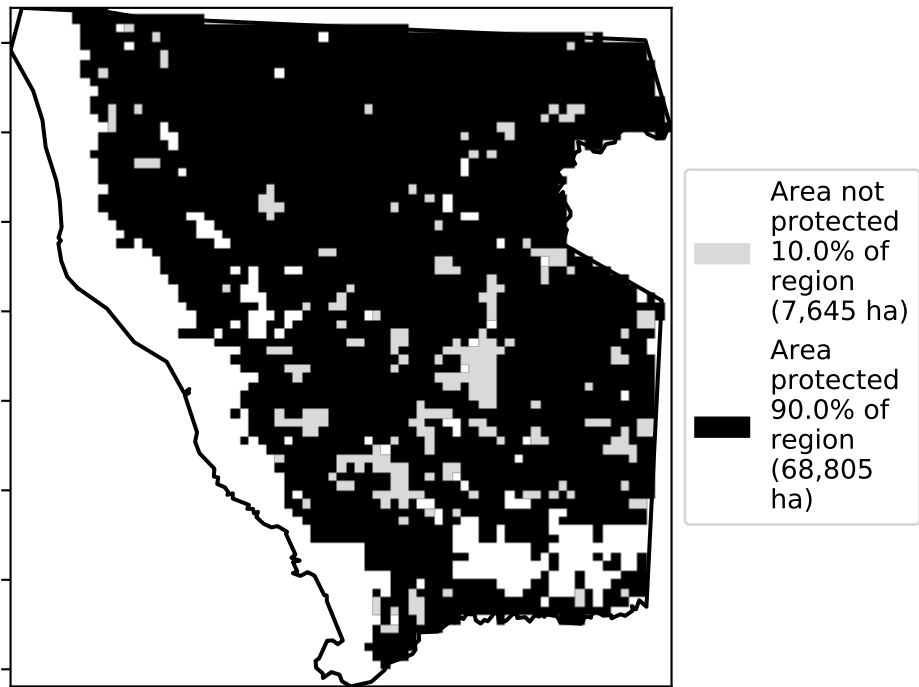 Area not
protected
10.0% of
region
(7,645 ha)
Area
protected
90.0% of
region
(68,805
ha)